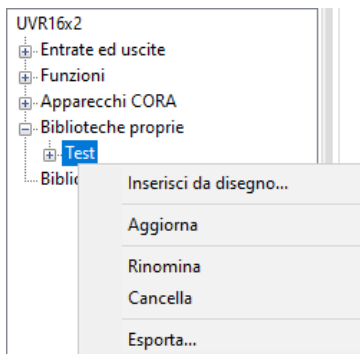 UVR16x2
Entrate ed uscite
Funzioni
Apparecchi CORA
Biblioteche proprie
Test
Inserisci da disegno...
Aggiorna
Rinomina
Cancella
Esporta...